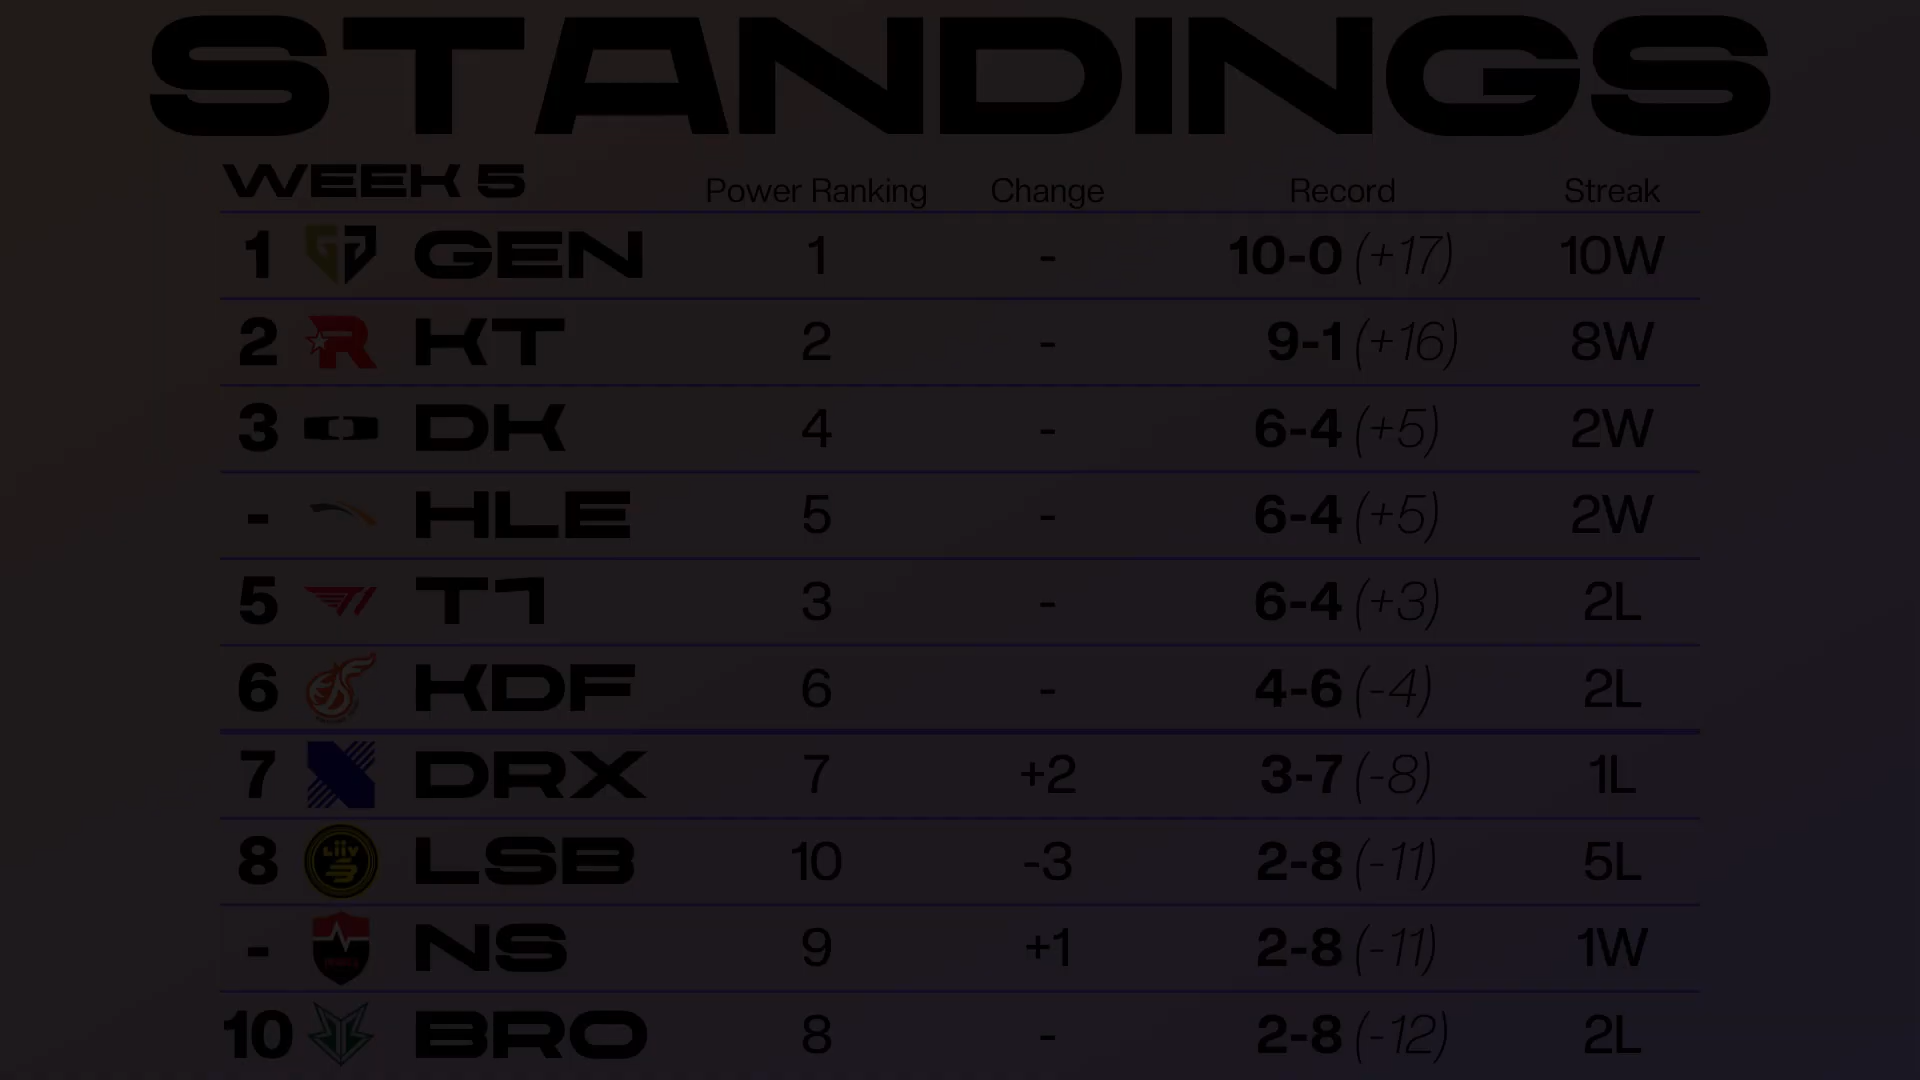 STANDINGS
WEEK 5 Power Ranking Change Record Streak
1 GEN 1 - 10-0 (+17) 10W
2 KT 2 - 9-1 (+16) 8W
3 DK 4 - 6-4 (+5) 2W
- HLE 5 - 6-4 (+5) 2W
5 T1 3 - 6-4 (+3) 2L
6 KDF 6 - 4-6 (-4) 2L
7 DRX 7 +2 3-7 (-8) 1L
8 LiiV SB LSB 10 -3 2-8 (-11) 5L
- NS 9 +1 2-8 (-11) 1W
10 BRO 8 - 2-8 (-12) 2L